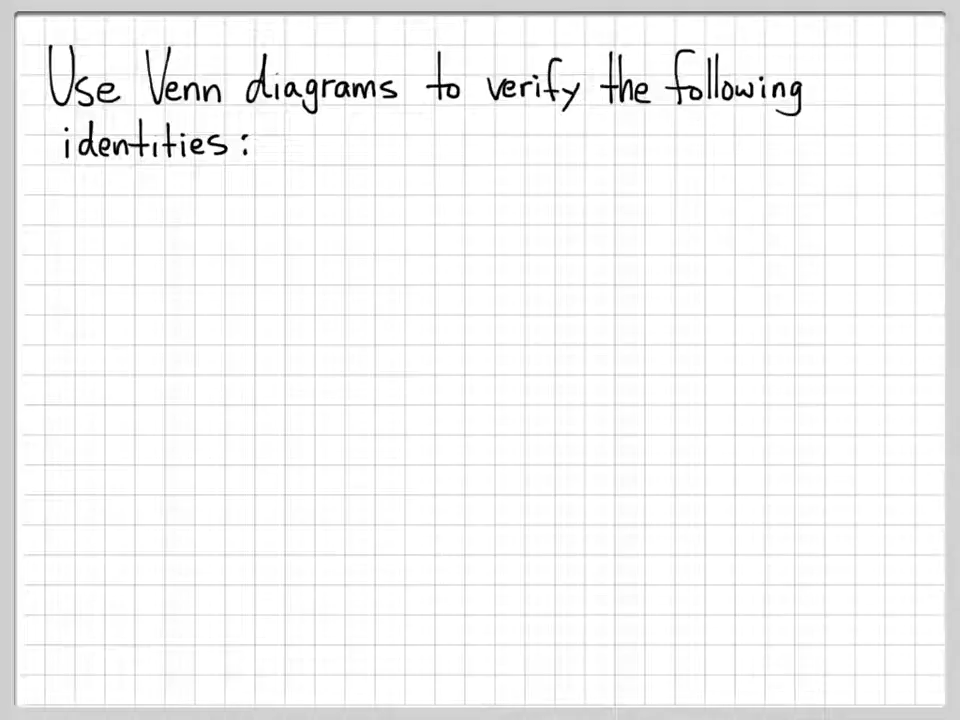 Use Venn diagrams to verify the following
identities: